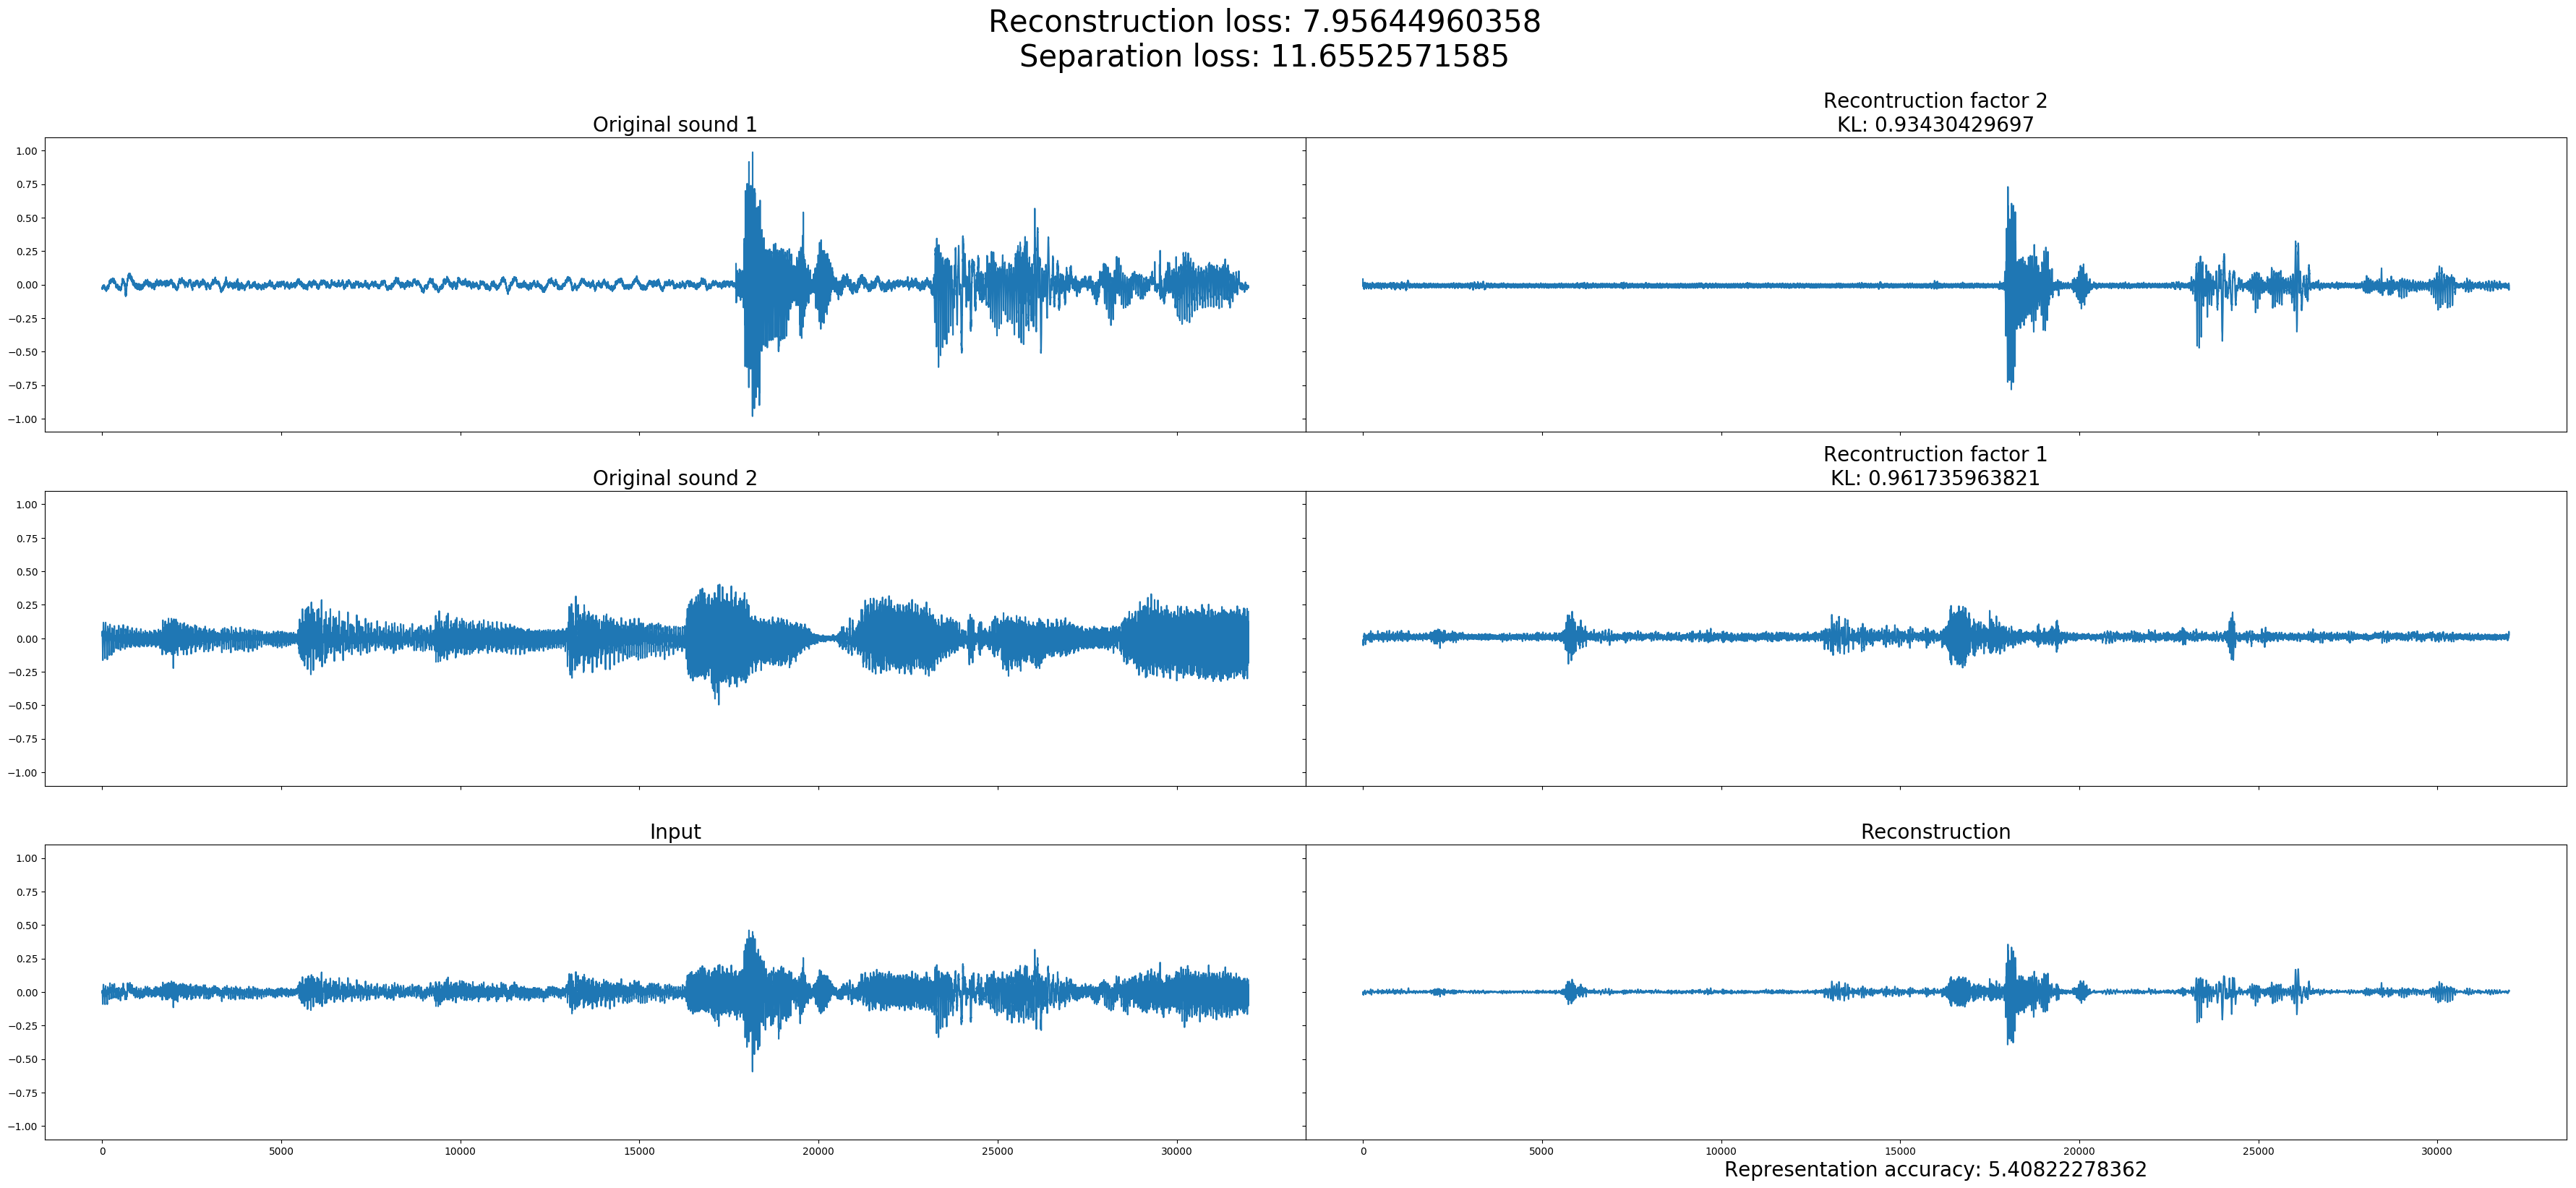 Reconstruction loss: 7.95644960358
Separation loss: 11.6552571585
Original sound 1
Recontruction factor 2
KL: 0.93430429697
1.00
0.75
0.50
0.25
0.00
−0.25
−0.50
−0.75
−1.00
Original sound 2
Recontruction factor 1
KL: 0.961735963821
1.00
0.75
0.50
0.25
0.00
−0.25
−0.50
−0.75
−1.00
Input
Reconstruction
1.00
0.75
0.50
0.25
0.00
−0.25
−0.50
−0.75
−1.00
0 5000 10000 15000 20000 25000 30000
0 5000 10000 15000 20000 25000 30000
Representation accuracy: 5.40822278362